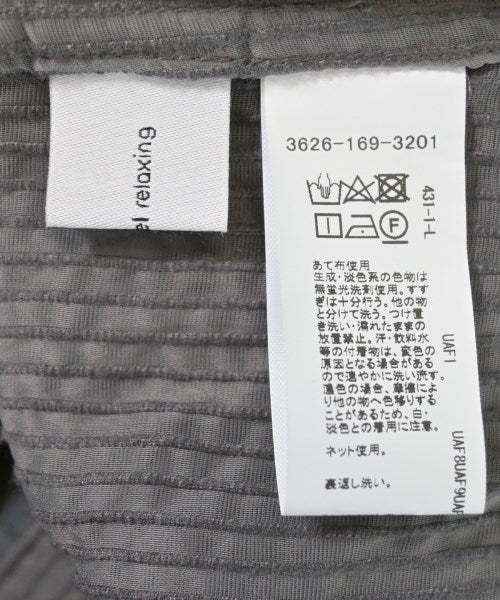 el relaxing
3626-169-3201
431-1-L
あて布使用
生成・淡色系の色物は
無蛍光洗剤使用。すす
ぎは十分行う。他の物
と分けて洗う。つけ置
き洗い・濡れたままの
放置禁止。汗・飲料水
等の付着物は、変色の
原因となる場合がある
ので速やかに洗い流す。
濃色の場合、摩擦によ
り他の物へ色移りする
ことがあるため、白・
淡色との着用に注意。
ネット使用。
裏返し洗い。
UAF1
UAF8UAF9UAF